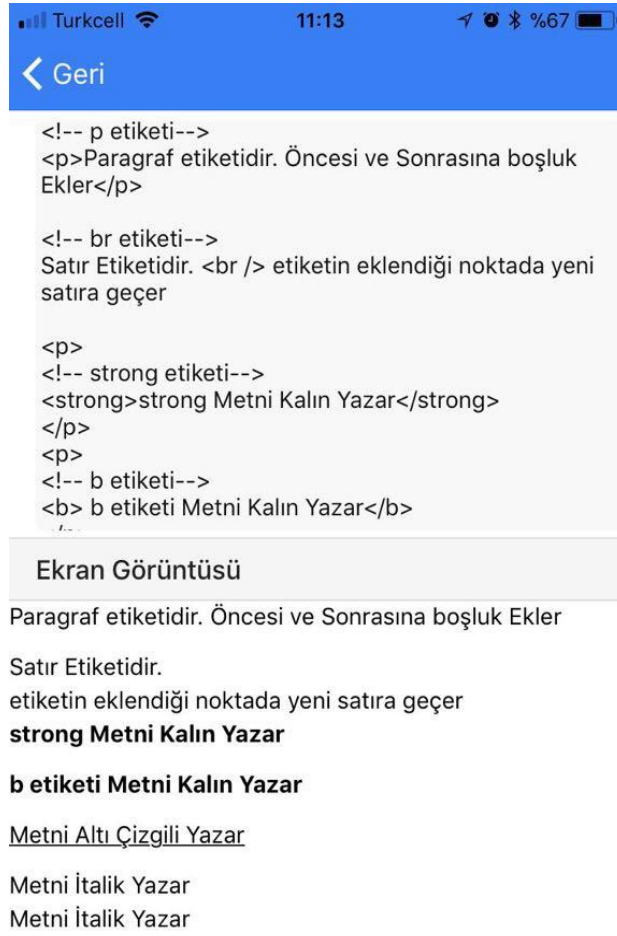 Turkcell 11:13 %67
Geri
<!-- p etiketi-->
<p>Paragraf etiketidir. Öncesi ve Sonrasına boşluk
Ekler</p>
<!-- br etiketi-->
Satır Etiketidir. <br /> etiketin eklendiği noktada yeni
satıra geçer
<p>
<!-- strong etiketi-->
<strong>strong Metni Kalın Yazar</strong>
</p>
<p>
<!-- b etiketi-->
<b> b etiketi Metni Kalın Yazar</b>
Ekran Görüntüsü
Paragraf etiketidir. Öncesi ve Sonrasına boşluk Ekler
Satır Etiketidir.
etiketin eklendiği noktada yeni satıra geçer
strong Metni Kalın Yazar
b etiketi Metni Kalın Yazar
Metni Altı Çizgili Yazar
Metni İtalik Yazar
Metni İtalik Yazar